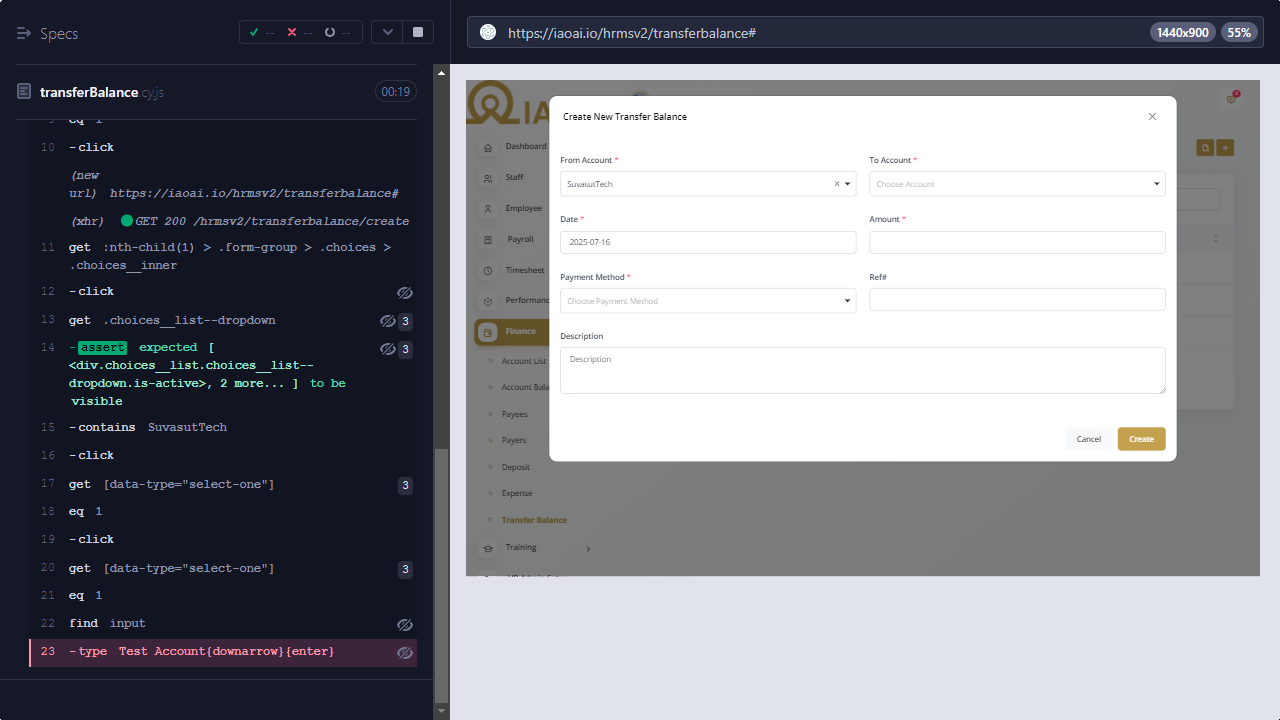 Specs
-- -- --
https://iaoai.io/hrmsv2/transferbalance#
1440x900
55%
transferBalance.cy.js
00:19
9 eq 1
10 -click
(new url) https://iaoai.io/hrmsv2/transferbalance#
(xhr) GET 200 /hrmsv2/transferbalance/create
11 get :nth-child(1) > .form-group > .choices >
.choices__inner
12 -click
13 get .choices__list--dropdown 3
14 -assert expected [ 3
<div.choices__list.choices__list--
dropdown.is-active>, 2 more... ] to be
visible
15 -contains SuvasutTech
16 -click
17 get [data-type="select-one"] 3
18 eq 1
19 -click
20 get [data-type="select-one"] 3
21 eq 1
22 find input
23 -type Test Account{downarrow}{enter}
IA
Dashboard
Staff
Employee
Payroll
Timesheet
Performanc
Finance
Account List
Account Bala
Payees
Payers
Deposit
Expense
Transfer Balance
Training
Create New Transfer Balance
From Account *
To Account *
SuvasutTech
Choose Account
Date *
Amount *
2025-07-16
Payment Method *
Ref#
Choose Payment Method
Description
Description
Cancel
Create